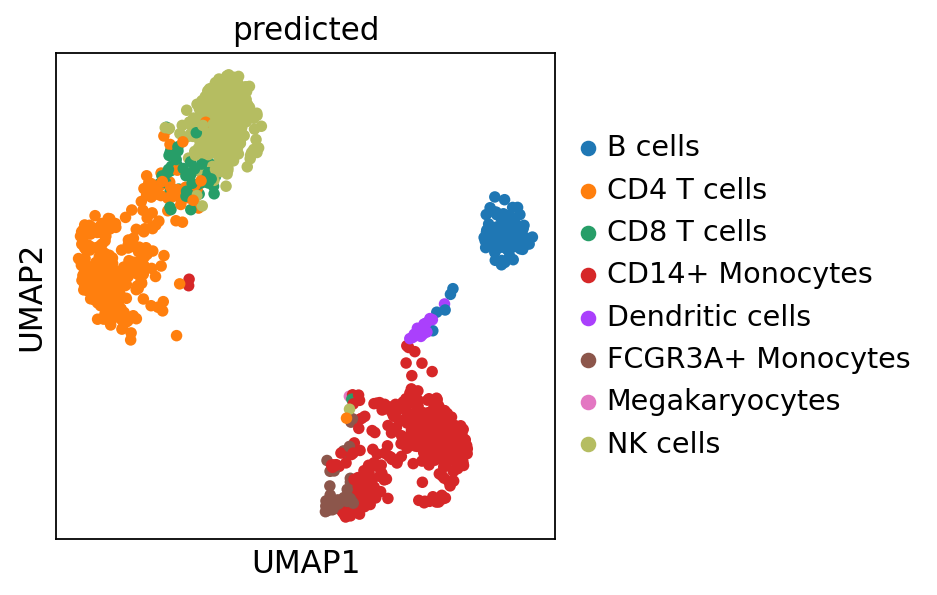 predicted
UMAP2
UMAP1
B cells
CD4 T cells
CD8 T cells
CD14+ Monocytes
Dendritic cells
FCGR3A+ Monocytes
Megakaryocytes
NK cells